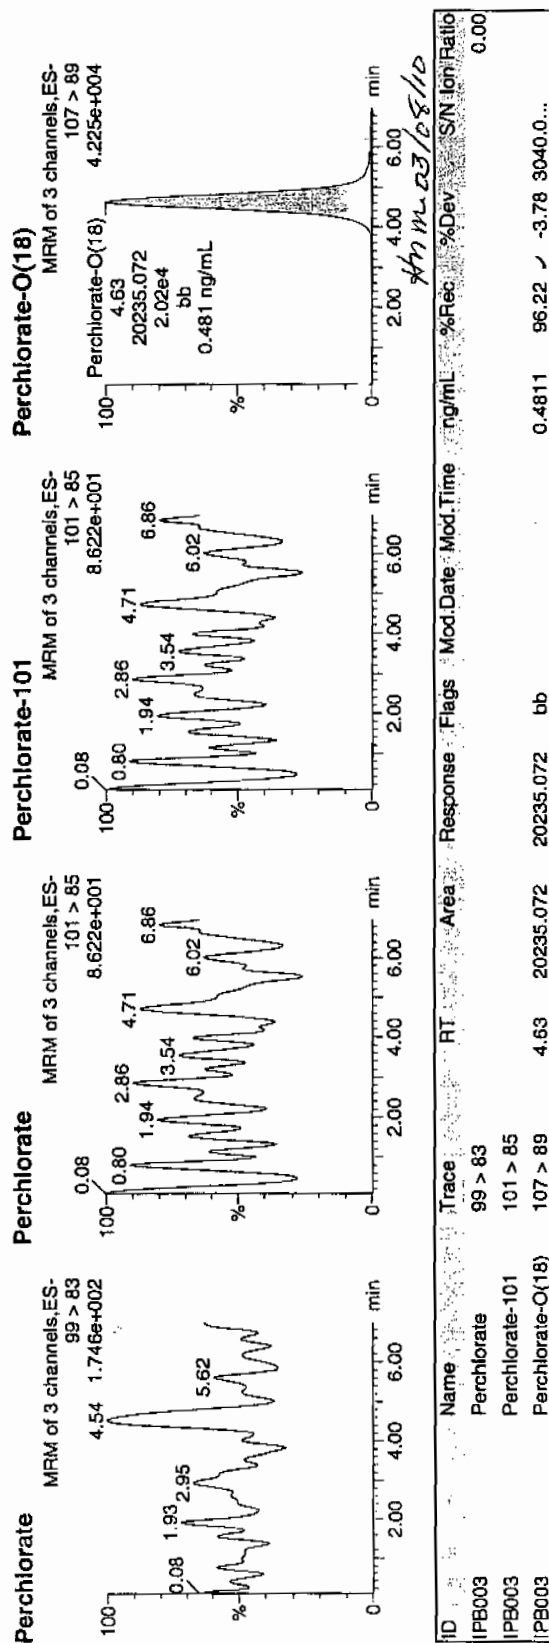 Perchlorate
MRM of 3 channels,ES-
99 > 83
1.746e+002
100
%
0
0.08
1.93
2.95
4.54
5.62
2.00
4.00
6.00
min
Perchlorate
MRM of 3 channels,ES-
101 > 85
8.622e+001
100
%
0
0.08
0.80
1.94
2.86
3.54
4.71
6.02
6.86
2.00
4.00
6.00
min
Perchlorate-101
MRM of 3 channels,ES-
101 > 85
8.622e+001
100
%
0
0.08
0.80
1.94
2.86
3.54
4.71
6.02
6.86
2.00
4.00
6.00
min
Perchlorate-O(18)
MRM of 3 channels,ES-
107 > 89
4.225e+004
100
%
0
Perchlorate-O(18)
4.63
20235.072
2.02e4
bb
0.481 ng/mL
2.00
4.00
6.00
min
03/08/10
ID Name Trace RT Area Response Flags Mod.Date Mod.Time ng/mL %Rec %Dev S/N Ion Ratio
IPB003 Perchlorate 99 > 83 0.00
IPB003 Perchlorate-101 101 > 85
IPB003 Perchlorate-O(18) 107 > 89 4.63 20235.072 20235.072 bb 0.4811 96.22 ✓ -3.78 3040.0...